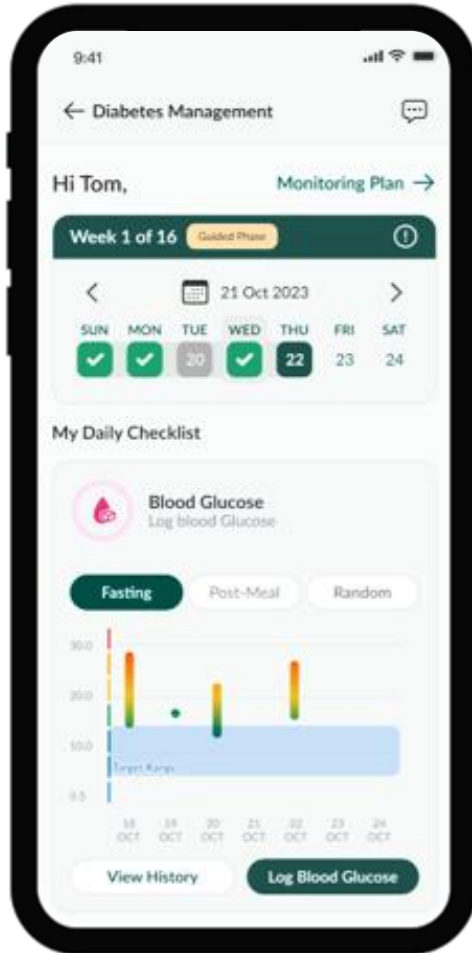 9:41
← Diabetes Management
Hi Tom,
Monitoring Plan →
Week 1 of 16
Guided Phase
21 Oct 2023
SUN MON TUE WED THU FRI SAT
20 22 23 24
My Daily Checklist
Blood Glucose
Log blood Glucose
Fasting Post-Meal Random
30.0
20.0
10.0
Target Range
0.5
18 19 20 21 22 23 24
OCT OCT OCT OCT OCT OCT OCT
View History Log Blood Glucose